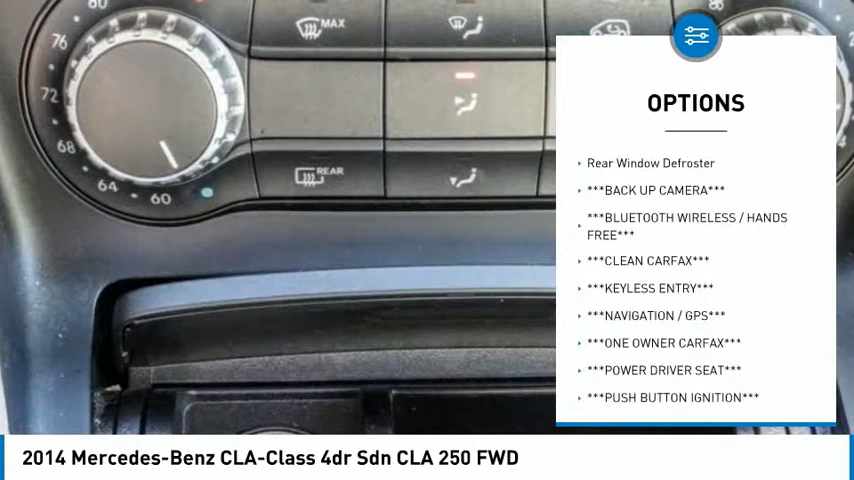 80
76
72
68
64
60
MAX
REAR
OPTIONS
Rear Window Defroster
***BACK UP CAMERA***
***BLUETOOTH WIRELESS / HANDS
FREE***
***CLEAN CARFAX***
***KEYLESS ENTRY***
***NAVIGATION / GPS***
***ONE OWNER CARFAX***
***POWER DRIVER SEAT***
***PUSH BUTTON IGNITION***
2014 Mercedes-Benz CLA-Class 4dr Sdn CLA 250 FWD